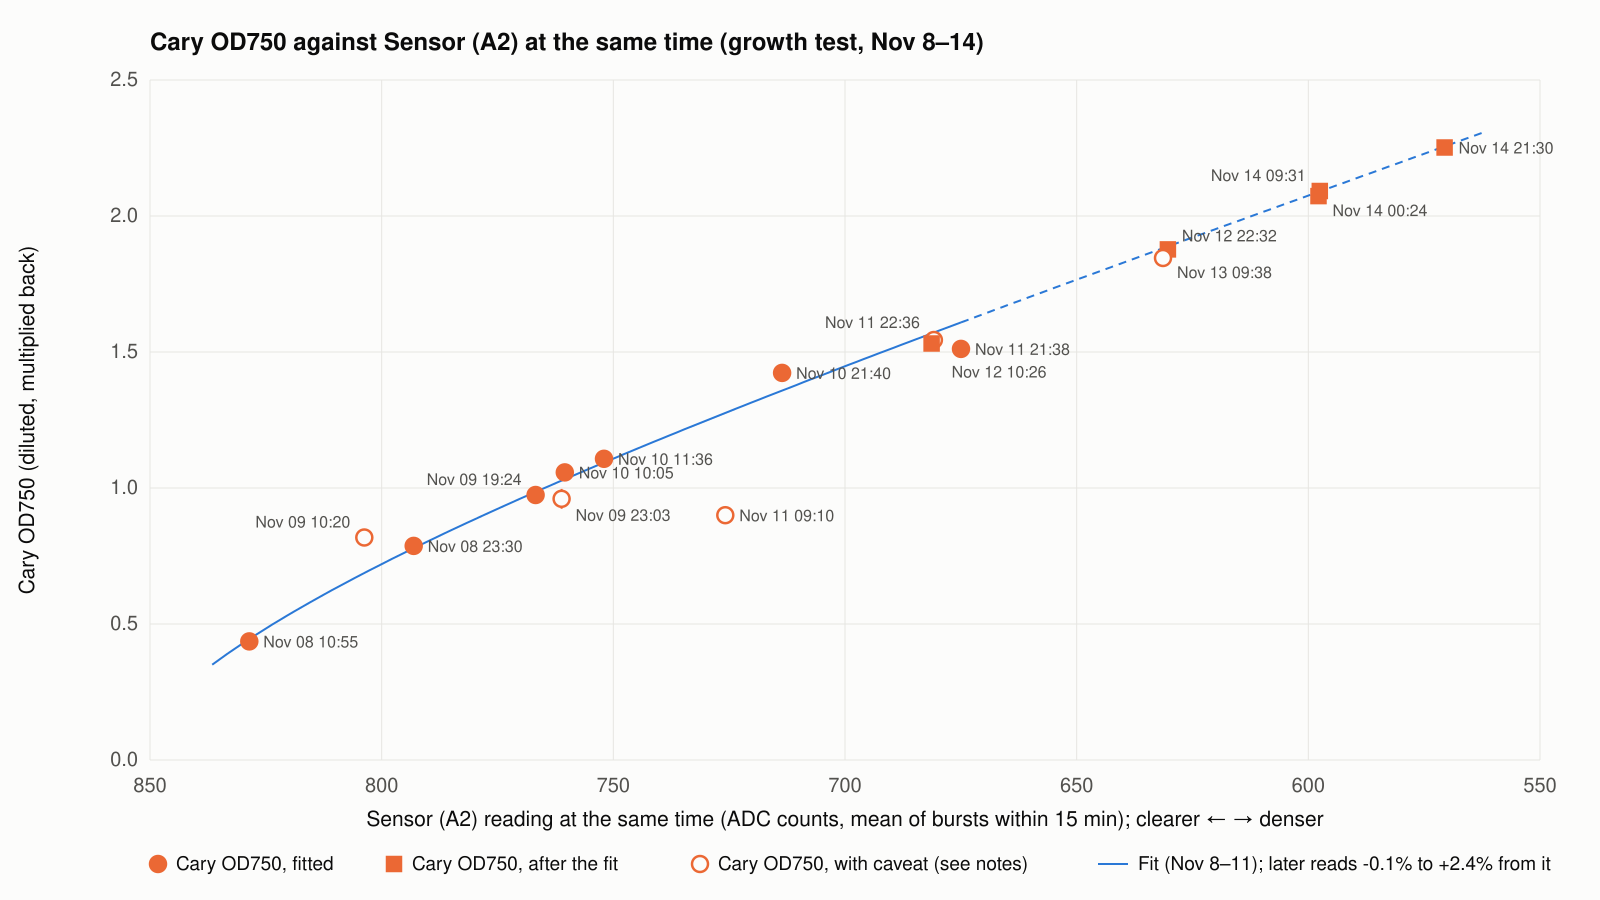 Cary OD750 against Sensor (A2) at the same time (growth test, Nov 8–14)
Cary OD750 (diluted, multiplied back)
2.5
2.0
1.5
1.0
0.5
0.0
Nov 14 21:30
Nov 14 09:31
Nov 14 00:24
Nov 12 22:32
Nov 13 09:38
Nov 11 22:36
Nov 11 21:38
Nov 12 10:26
Nov 10 21:40
Nov 10 11:36
Nov 10 10:05
Nov 09 19:24
Nov 09 23:03
Nov 11 09:10
Nov 09 10:20
Nov 08 23:30
Nov 08 10:55
850 800 750 700 650 600 550
Sensor (A2) reading at the same time (ADC counts, mean of bursts within 15 min); clearer ← → denser
Cary OD750, fitted
Cary OD750, after the fit
Cary OD750, with caveat (see notes)
Fit (Nov 8–11); later reads -0.1% to +2.4% from it